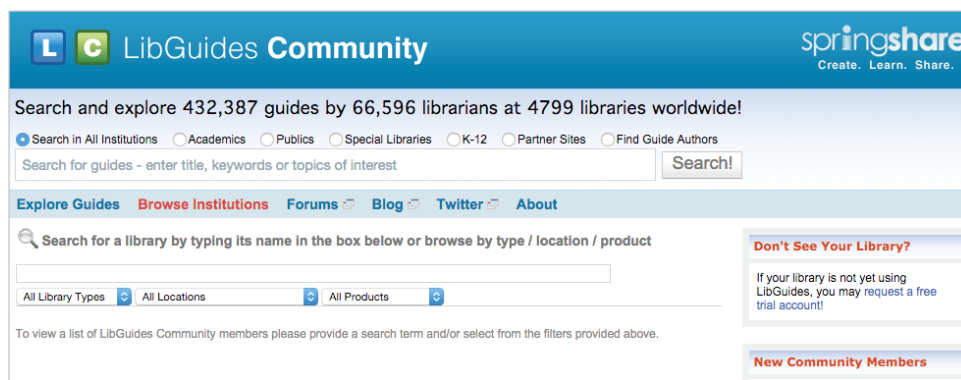 L C LibGuides Community
springshare
Create. Learn. Share.
Search and explore 432,387 guides by 66,596 librarians at 4799 libraries worldwide!
Search in All Institutions Academics Publics Special Libraries K-12 Partner Sites Find Guide Authors
Search for guides - enter title, keywords or topics of interest Search!
Explore Guides Browse Institutions Forums Blog Twitter About
Search for a library by typing its name in the box below or browse by type / location / product
All Library Types All Locations All Products
To view a list of LibGuides Community members please provide a search term and/or select from the filters provided above.
Don't See Your Library?
If your library is not yet using
LibGuides, you may request a free
trial account!
New Community Members